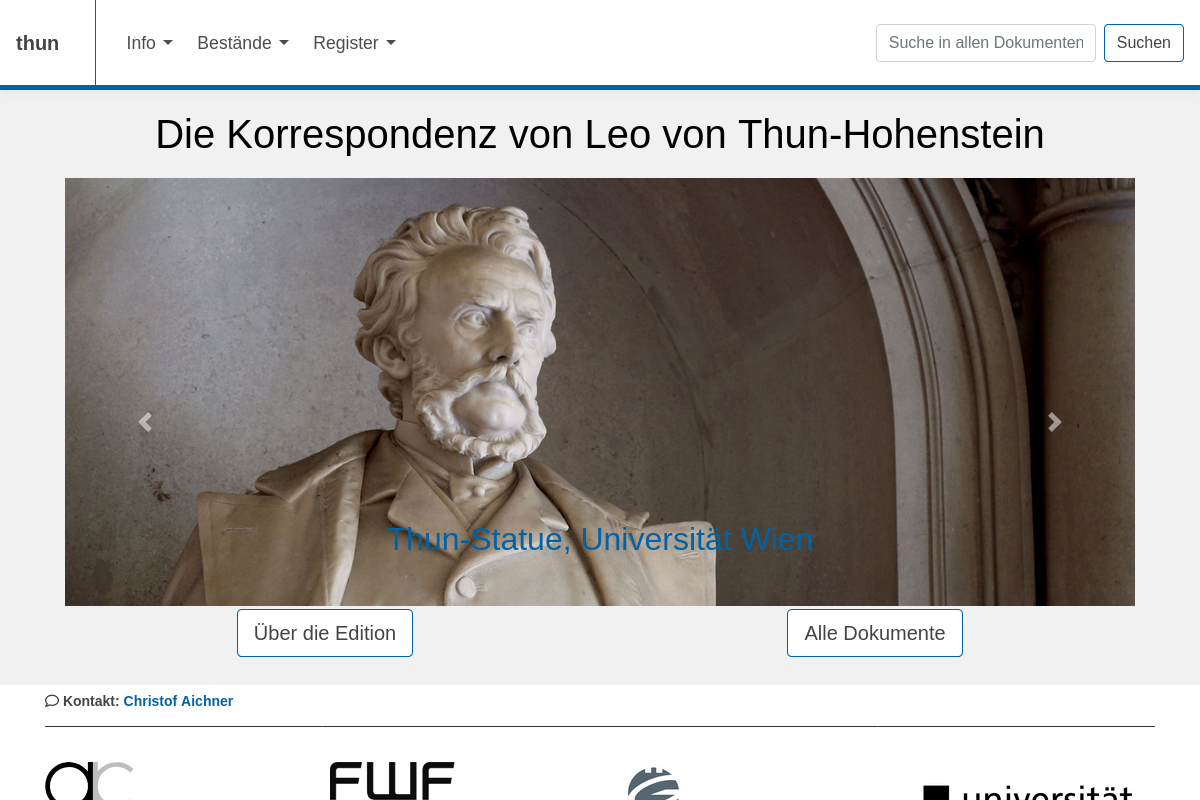 thun
Info
Bestände
Register
Suche in allen Dokumenten
Suchen
Die Korrespondenz von Leo von Thun-Hohenstein
Thun-Statue, Universität Wien
Über die Edition
Alle Dokumente
Kontakt: Christof Aichner
ac
FWF
universität